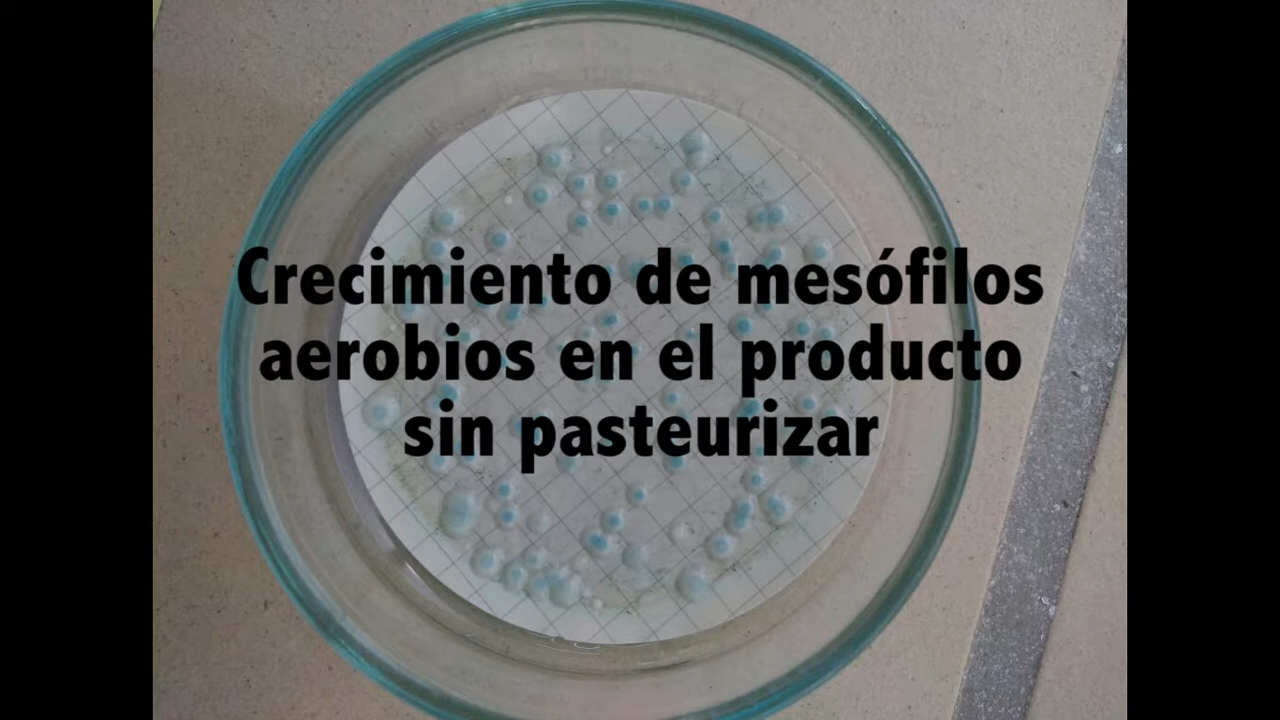 Crecimiento de mesófilos
aerobios en el producto
sin pasteurizar